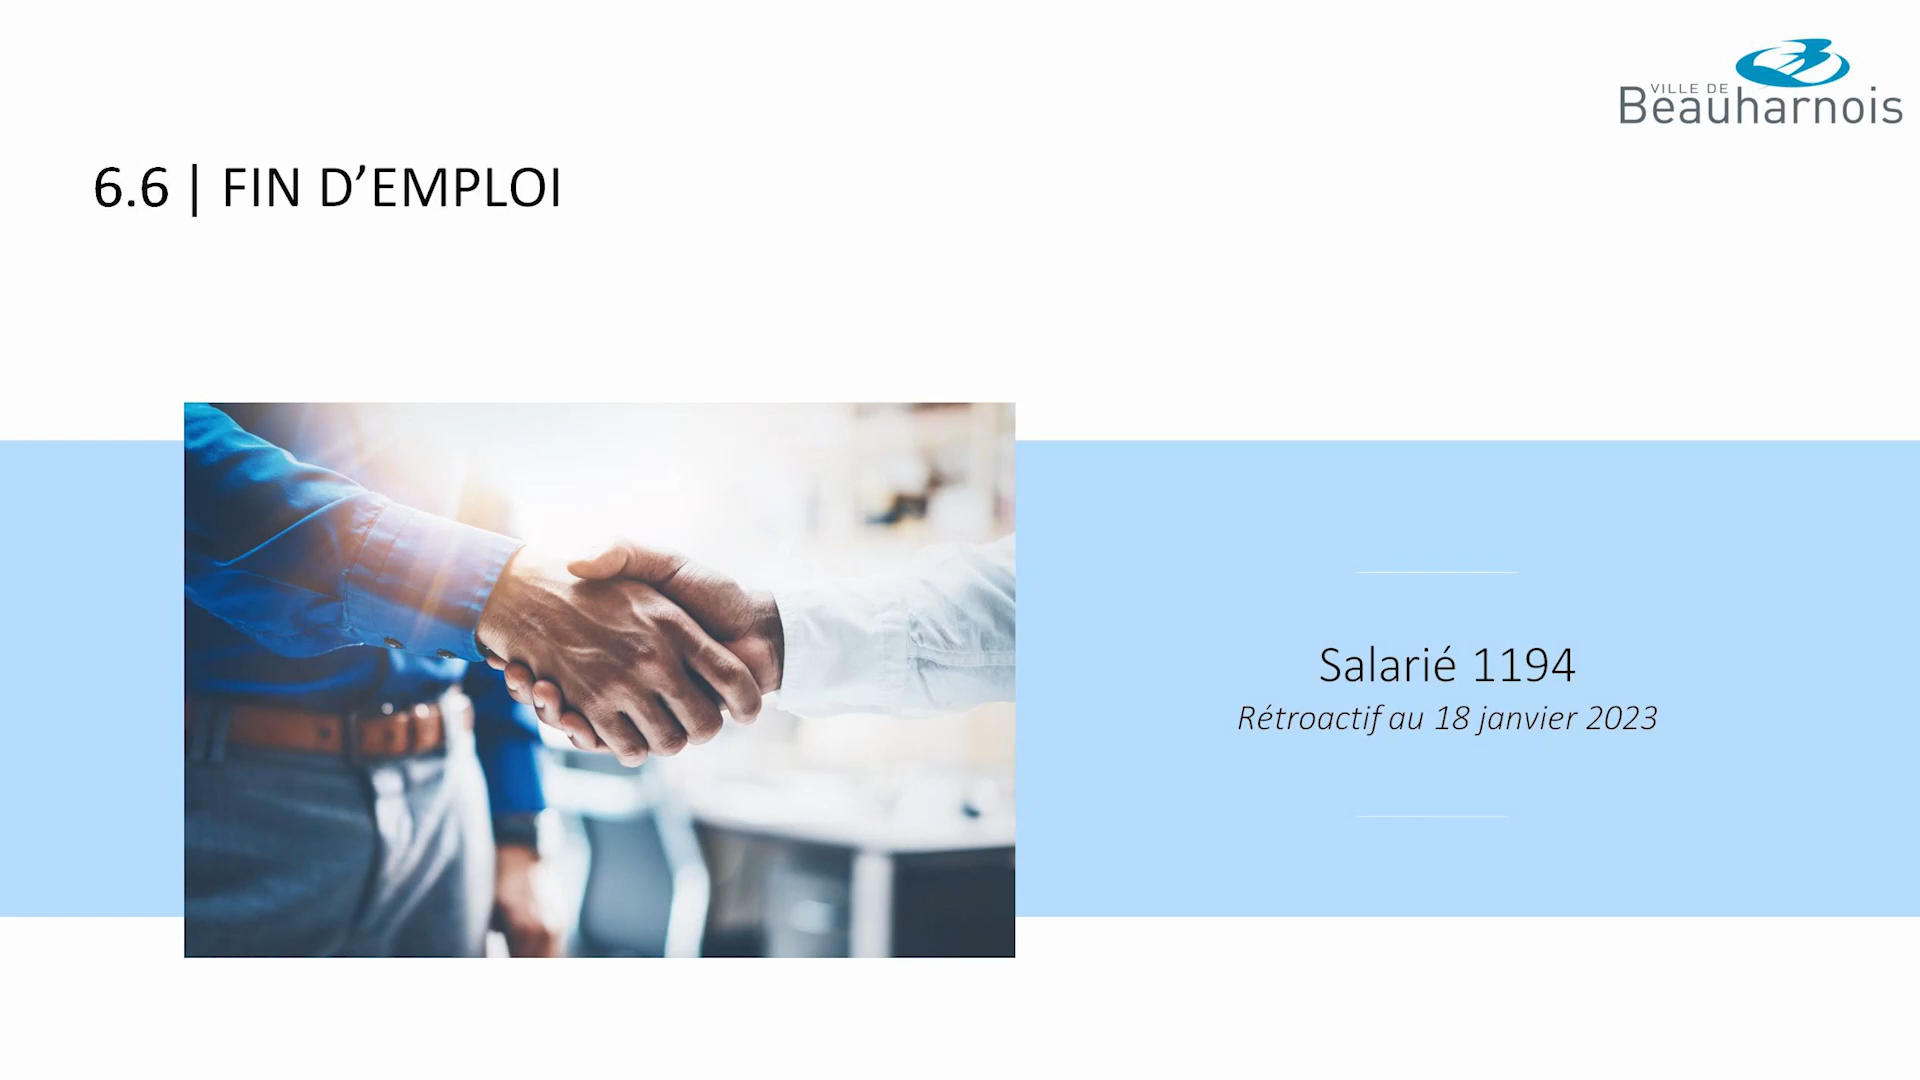 VILLE DE
Beauharnois
6.6 | FIN D’EMPLOI
Salarié 1194
Rétroactif au 18 janvier 2023